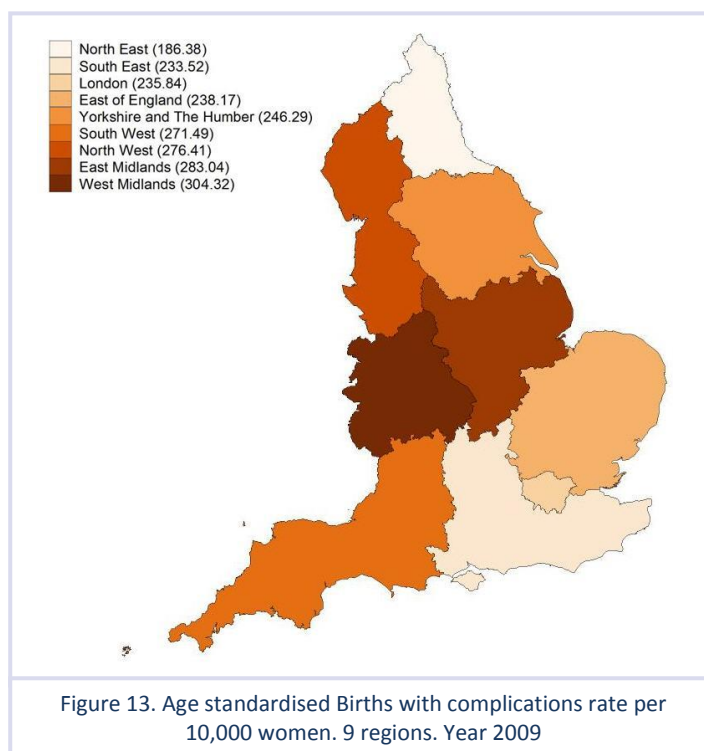 North East (186.38)
South East (233.52)
London (235.84)
East of England (238.17)
Yorkshire and The Humber (246.29)
South West (271.49)
North West (276.41)
East Midlands (283.04)
West Midlands (304.32)
Figure 13. Age standardised Births with complications rate per
10,000 women. 9 regions. Year 2009